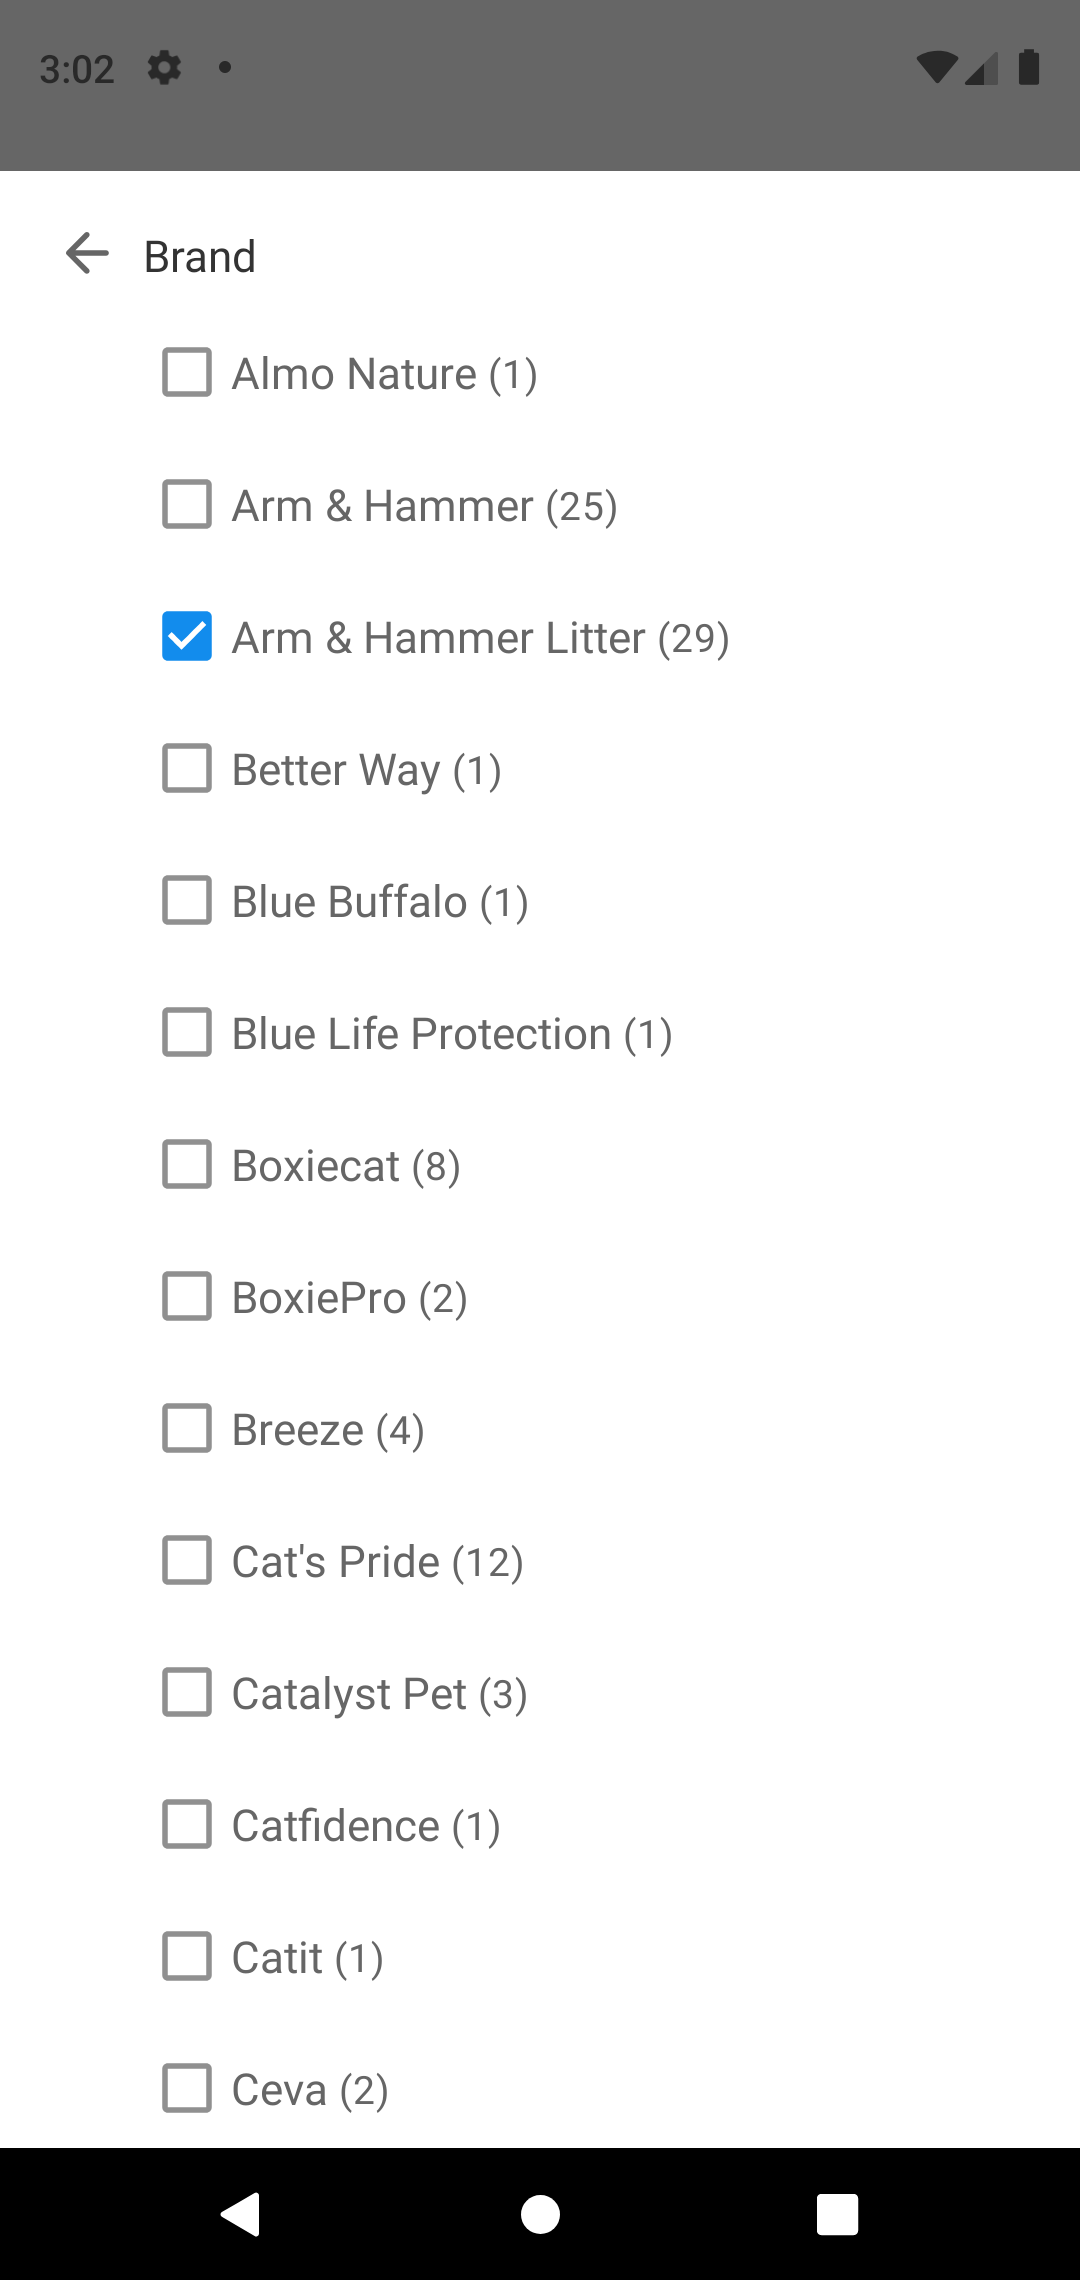 3:02
Brand
Almo Nature (1)
Arm & Hammer (25)
Arm & Hammer Litter (29)
Better Way (1)
Blue Buffalo (1)
Blue Life Protection (1)
Boxiecat (8)
BoxiePro (2)
Breeze (4)
Cat's Pride (12)
Catalyst Pet (3)
Catfidence (1)
Catit (1)
Ceva (2)